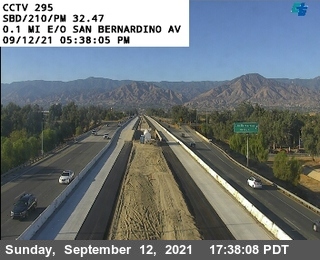 CCTV 295
SBD/210/PM 32.47
0.1 MI E/O SAN BERNARDINO AV
09/12/21 05:38:05 PM
Sunday, September 12, 2021 17:38:08 PDT